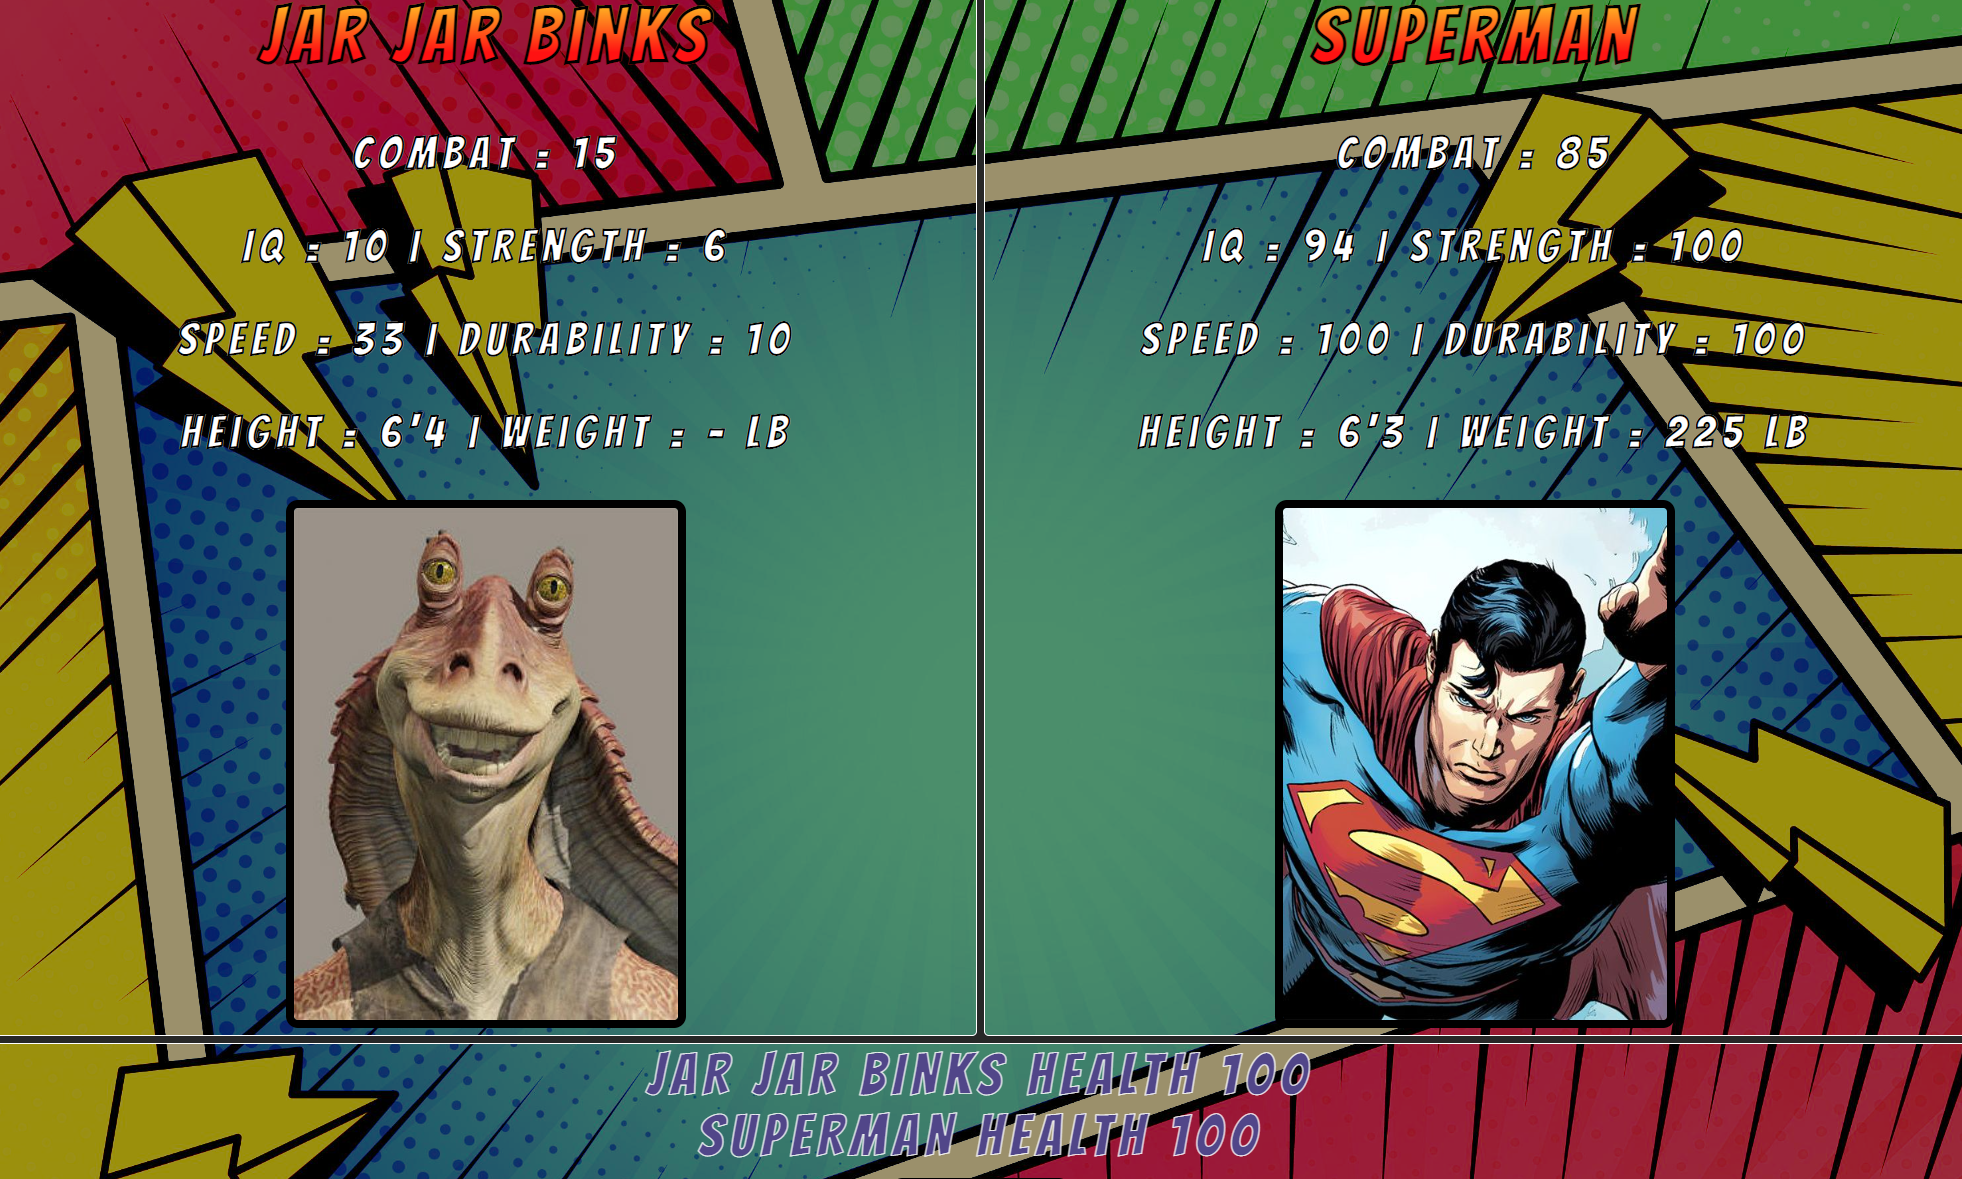 JAR JAR BINKS
COMBAT : 15
IQ : 10 | STRENGTH : 6
SPEED : 33 | DURABILITY : 10
HEIGHT : 6'4 | WEIGHT : - LB
SUPERMAN
COMBAT : 85
IQ : 94 | STRENGTH : 100
SPEED : 100 | DURABILITY : 100
HEIGHT : 6'3 | WEIGHT : 225 LB
S
JAR JAR BINKS HEALTH 100
SUPERMAN HEALTH 100